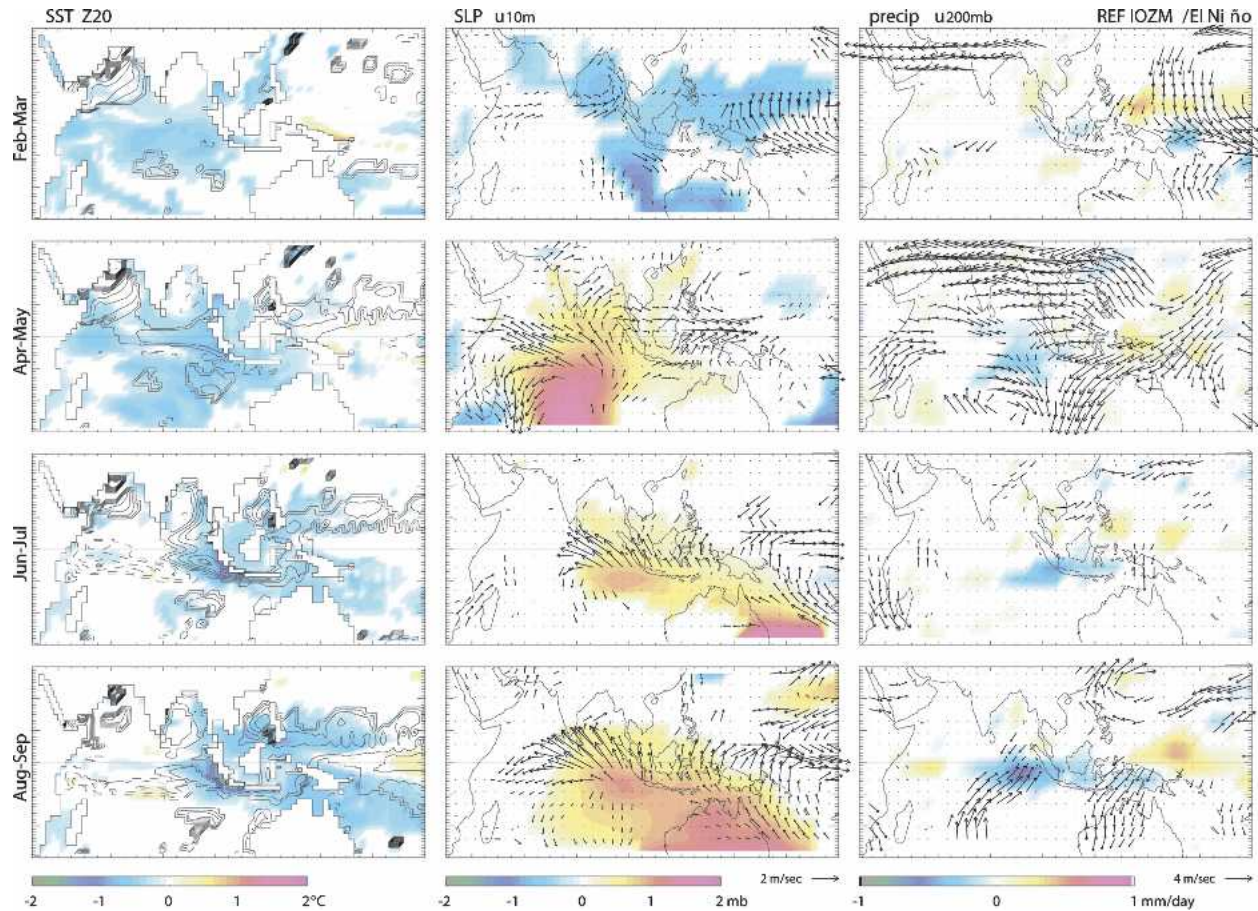 SST Z20 SLP u10m precip u200mb REF IOZM /El Ni ño
Feb-Mar
Apr-May
Jun-Jul
Aug-Sep
2 m/sec 4 m/sec
-2 -1 0 1 2°C -2 -1 0 1 2 mb -1 0 1 mm/day